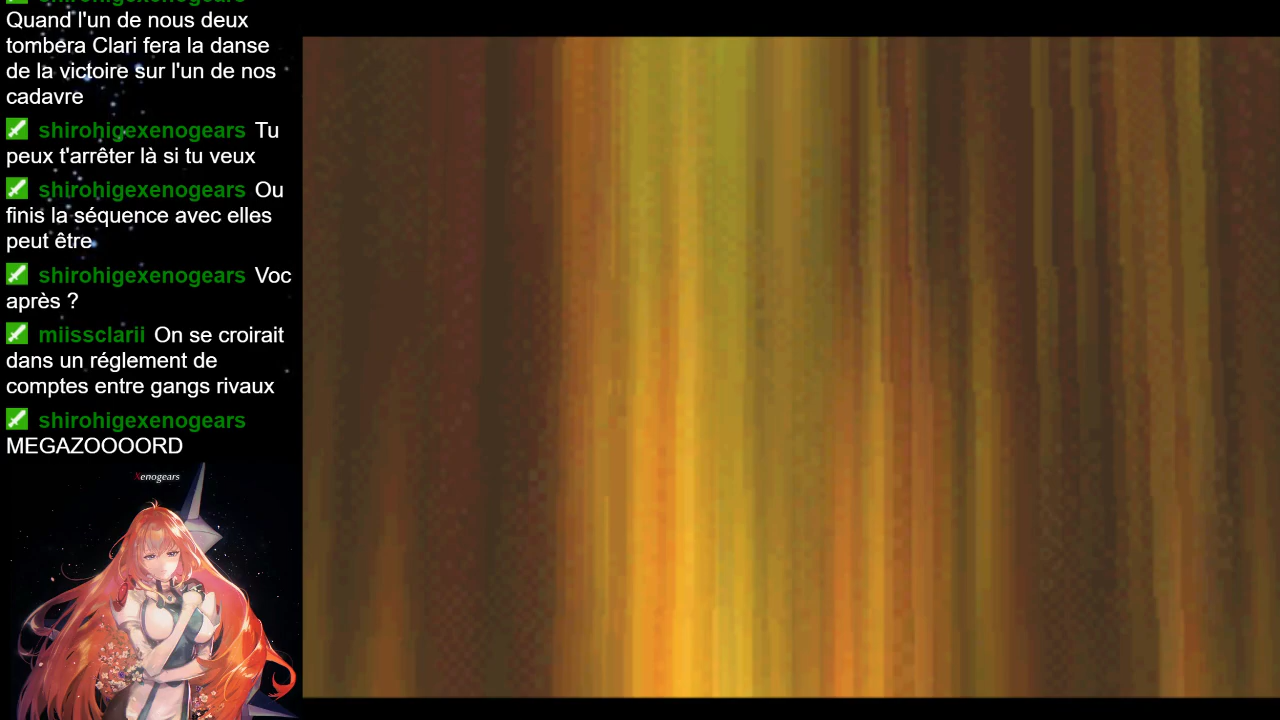 shirohigexenogears
Quand l'un de nous deux
tombera Clari fera la danse
de la victoire sur l'un de nos
cadavre
shirohigexenogears Tu
peux t'arrêter là si tu veux
shirohigexenogears Ou
finis la séquence avec elles
peut être
shirohigexenogears Voc
après ?
miissclarii On se croirait
dans un réglement de
comptes entre gangs rivaux
shirohigexenogears
MEGAZOOOORD
Xenogears